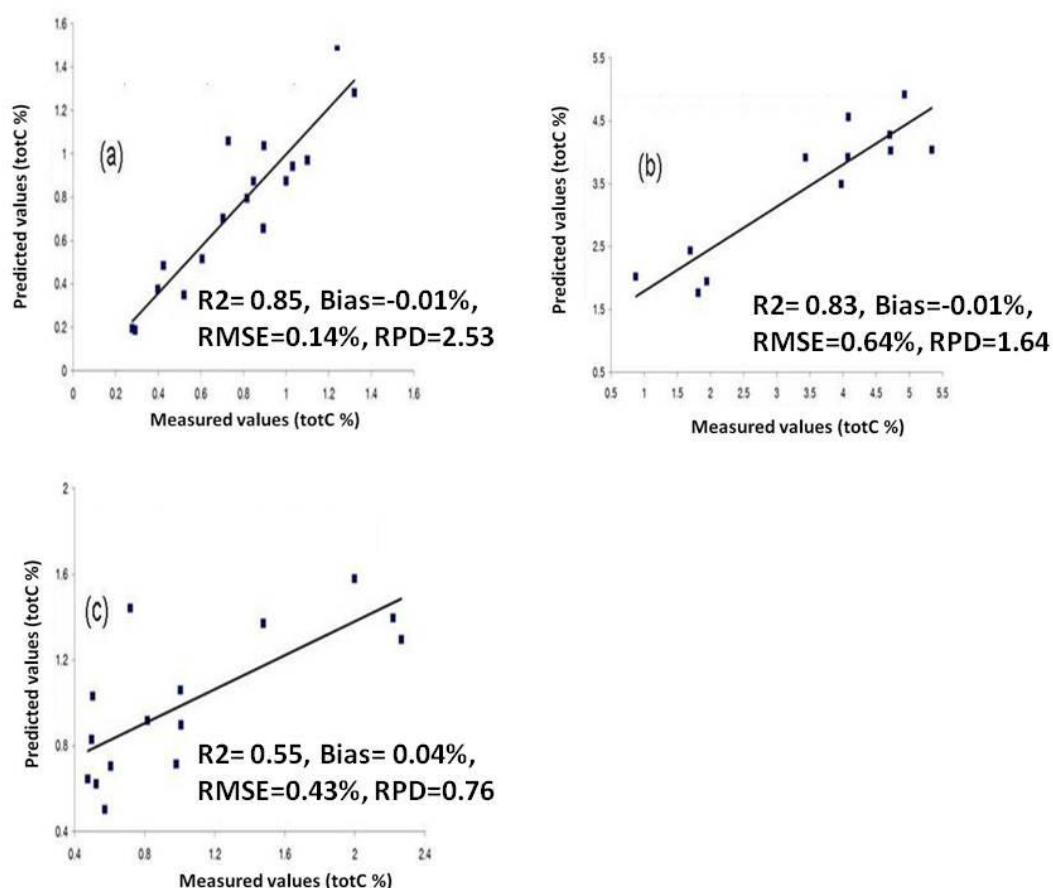 Predicted values (totC %)
1.6
1.4
1.2
1
0.8
0.6
0.4
0.2
0
(a)
R2= 0.85, Bias=-0.01%,
RMSE=0.14%, RPD=2.53
0 0.2 0.4 0.6 0.8 1 1.2 1.4 1.6
Measured values (totC %)
Predicted values (totC %)
5.5
4.5
3.5
2.5
1.5
0.5
(b)
R2= 0.83, Bias=-0.01%,
RMSE=0.64%, RPD=1.64
0.5 1 1.5 2 2.5 3 3.5 4 4.5 5 5.5
Measured values (totC %)
Predicted values (totC %)
2
1.6
1.2
0.8
0.4
(c)
R2= 0.55, Bias= 0.04%,
RMSE=0.43%, RPD=0.76
0.4 0.8 1.2 1.6 2 2.4
Measured values (totC %)